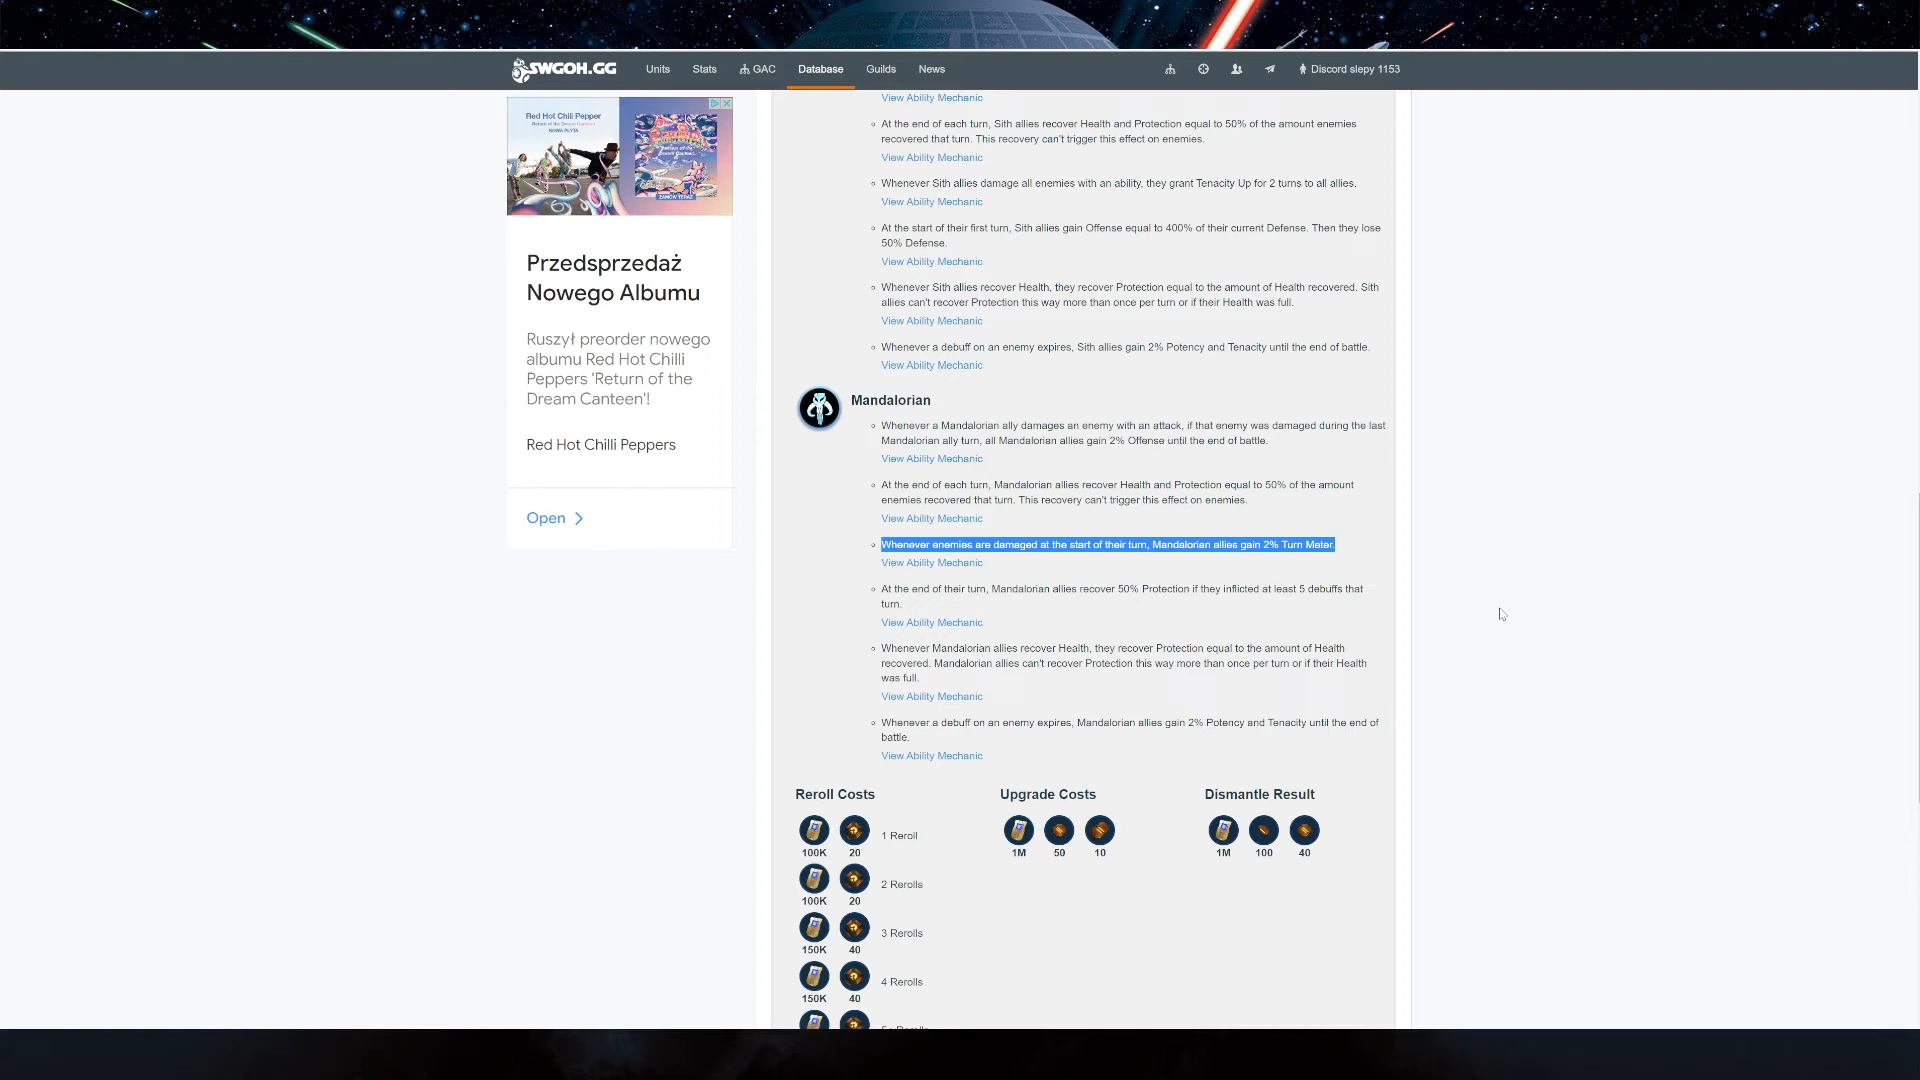 SWGOH.GG
Units
Stats
GAC
Database
Guilds
News
Discord slepy 1153
Red Hot Chili Pepper
Return of the Dream Canteen
NOWA PŁYTA
ZAMÓW TERAZ
Przedsprzedaż
Nowego Albumu
Ruszył preorder nowego
albumu Red Hot Chilli
Peppers 'Return of the
Dream Canteen'!
Red Hot Chilli Peppers
Open
View Ability Mechanic
At the end of each turn, Sith allies recover Health and Protection equal to 50% of the amount enemies
recovered that turn. This recovery can't trigger this effect on enemies.
View Ability Mechanic
Whenever Sith allies damage all enemies with an ability, they grant Tenacity Up for 2 turns to all allies.
View Ability Mechanic
At the start of their first turn, Sith allies gain Offense equal to 400% of their current Defense. Then they lose
50% Defense.
View Ability Mechanic
Whenever Sith allies recover Health, they recover Protection equal to the amount of Health recovered. Sith
allies can't recover Protection this way more than once per turn or if their Health was full.
View Ability Mechanic
Whenever a debuff on an enemy expires, Sith allies gain 2% Potency and Tenacity until the end of battle.
View Ability Mechanic
Mandalorian
Whenever a Mandalorian ally damages an enemy with an attack, if that enemy was damaged during the last
Mandalorian ally turn, all Mandalorian allies gain 2% Offense until the end of battle.
View Ability Mechanic
At the end of each turn, Mandalorian allies recover Health and Protection equal to 50% of the amount
enemies recovered that turn. This recovery can't trigger this effect on enemies.
View Ability Mechanic
Whenever enemies are damaged at the start of their turn, Mandalorian allies gain 2% Turn Meter.
View Ability Mechanic
At the end of their turn, Mandalorian allies recover 50% Protection if they inflicted at least 5 debuffs that
turn.
View Ability Mechanic
Whenever Mandalorian allies recover Health, they recover Protection equal to the amount of Health
recovered. Mandalorian allies can't recover Protection this way more than once per turn or if their Health
was full.
View Ability Mechanic
Whenever a debuff on an enemy expires, Mandalorian allies gain 2% Potency and Tenacity until the end of
battle.
View Ability Mechanic
Reroll Costs
100K 20 1 Reroll
100K 20 2 Rerolls
150K 40 3 Rerolls
150K 40 4 Rerolls
Upgrade Costs
1M 50 10
Dismantle Result
1M 100 40